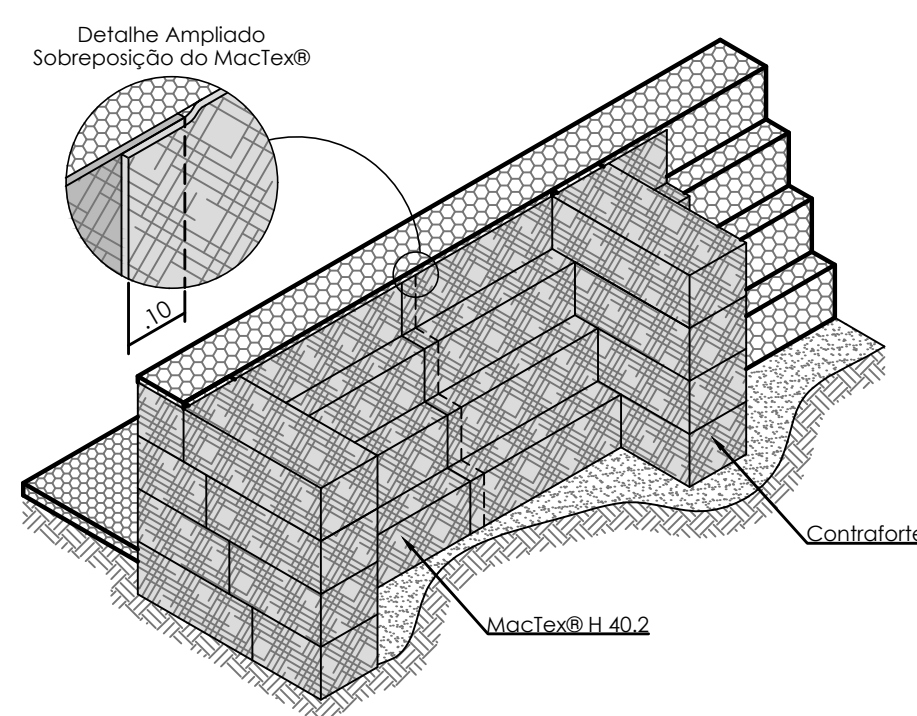 Detalhe Ampliado
Sobreposição do MacTex®
.10
Contraforte
MacTex® H 40.2